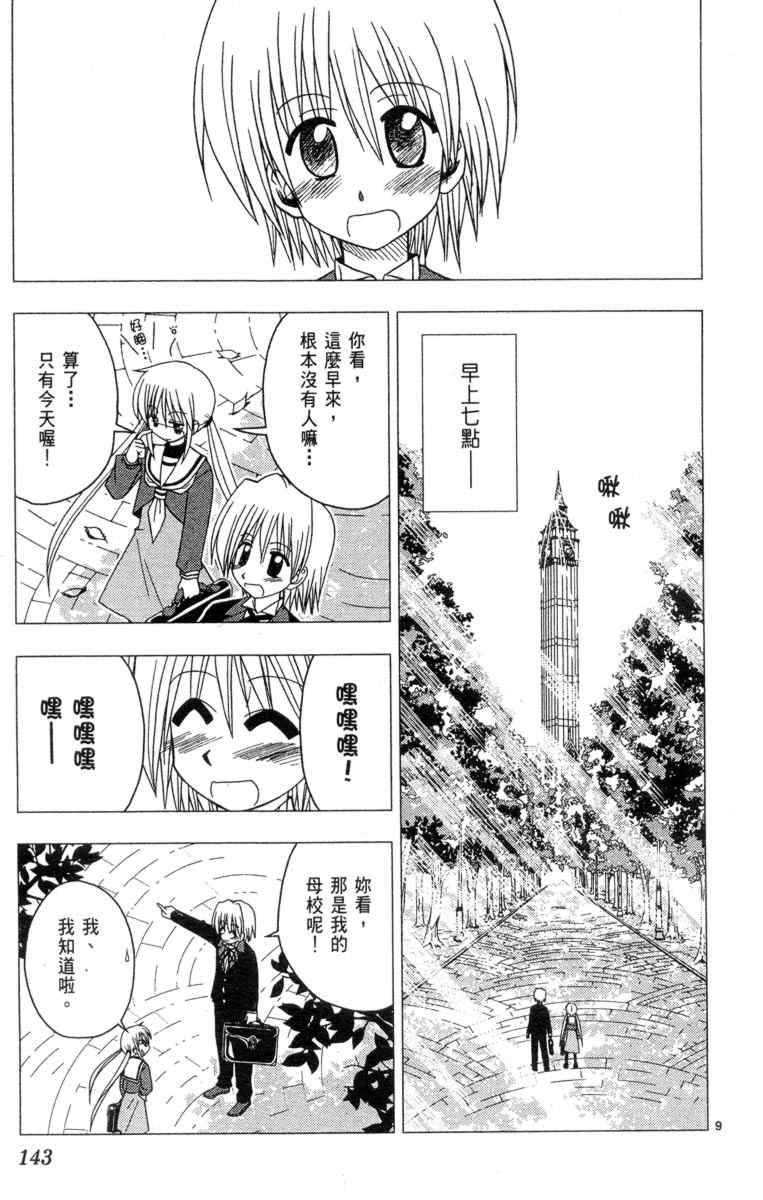 早上七點——
嘿
嘿
你看，
這麼早來，
根本沒有人嘛…
好睏…
算了…
只有今天喔！
嘿嘿嘿！
嘿嘿嘿
嘿——
妳看，
那是我的
母校呢！
我、
我知道啦。
9
143